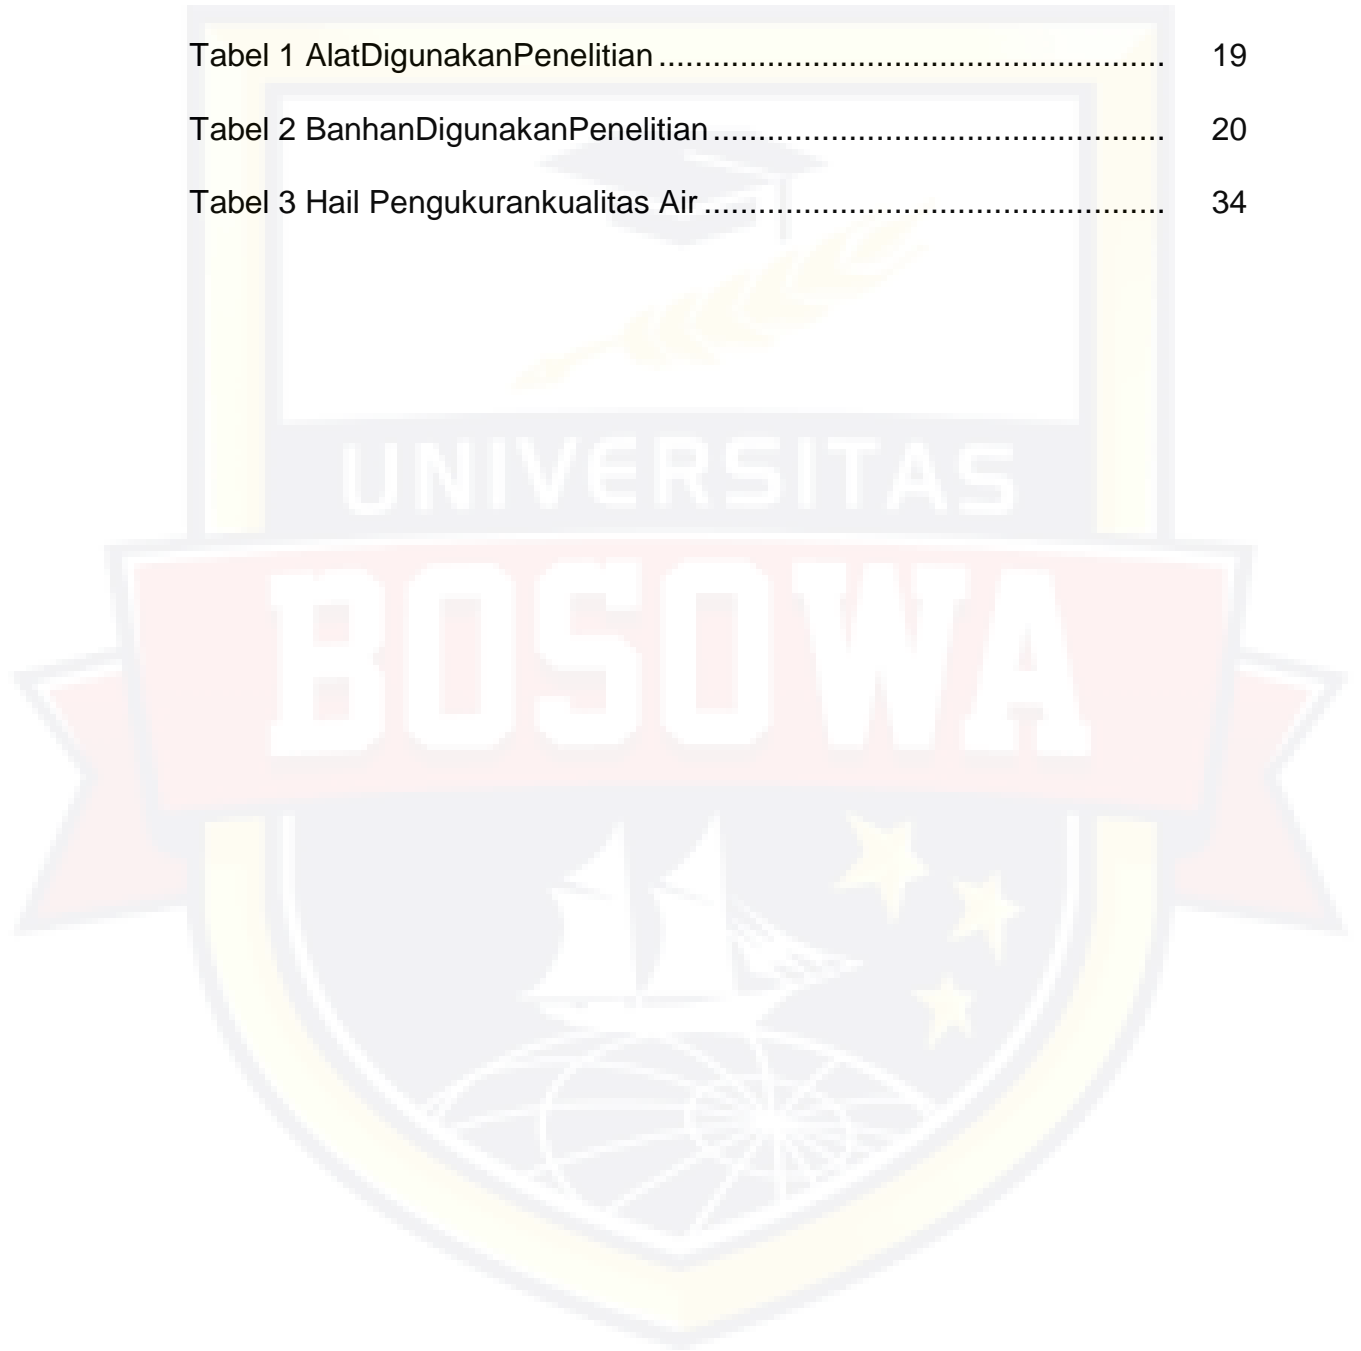 Tabel 1 AlatDigunakanPenelitian ........................................................ 19
Tabel 2 BanhanDigunakanPenelitian .................................................. 20
Tabel 3 Hail Pengukurankualitas Air ................................................... 34
UNIVERSITAS
BOSOWA